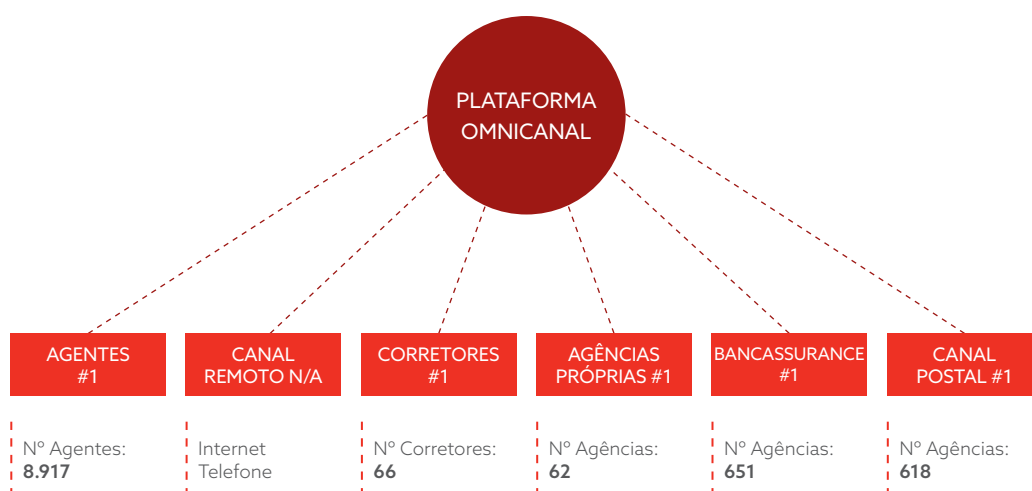 PLATAFORMA
OMNICANAL
AGENTES
#1
Nº Agentes:
8.917
CANAL
REMOTO N/A
Internet
Telefone
CORRETORES
#1
Nº Corretores:
66
AGÊNCIAS
PRÓPRIAS #1
Nº Agências:
62
BANCASSURANCE
#1
Nº Agências:
651
CANAL
POSTAL #1
Nº Agências:
618